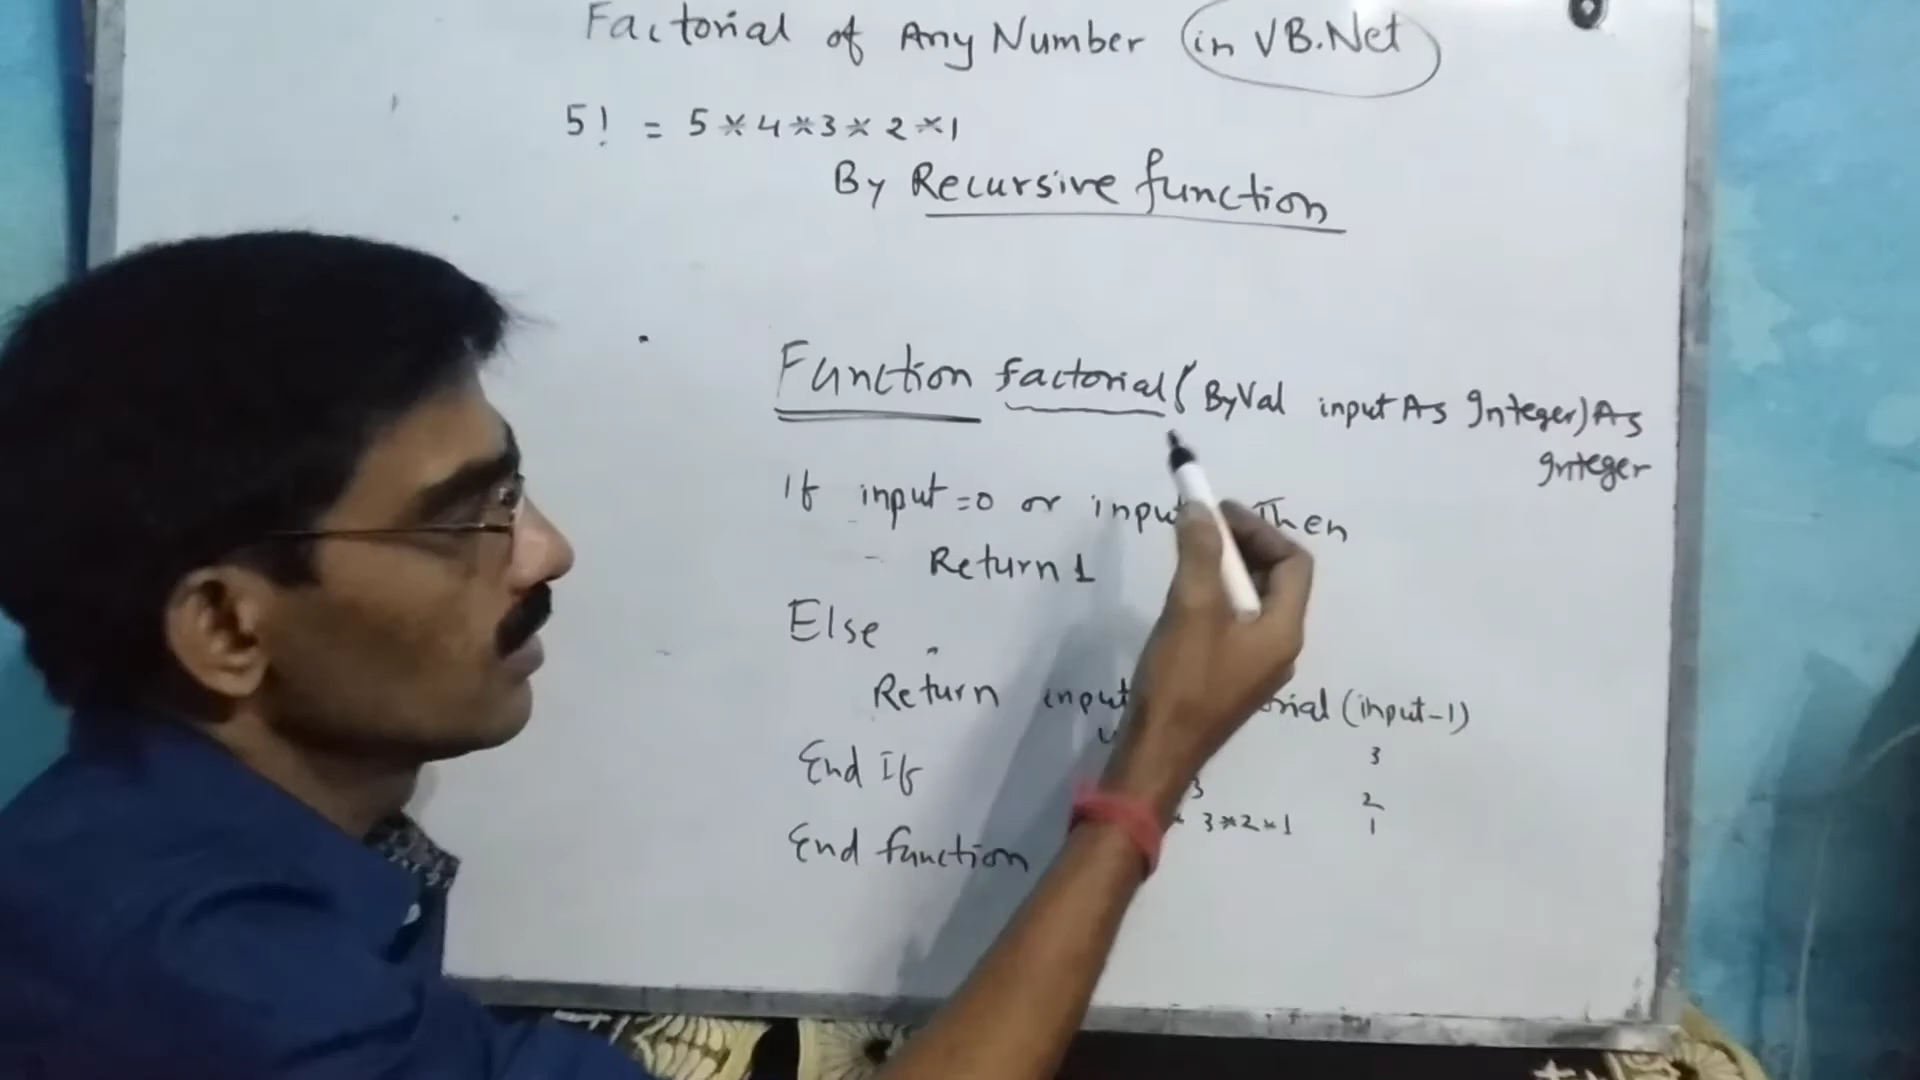 Factorial of Any Number in VB.Net
5! = 5*4*3*2*1
By Recursive function
Function factorial( ByVal input As Integer) As
Integer
If input =0 or input Then
Return 1
Else
Return input (input-1)
3
End If
3
2
3*2*1
1
End function